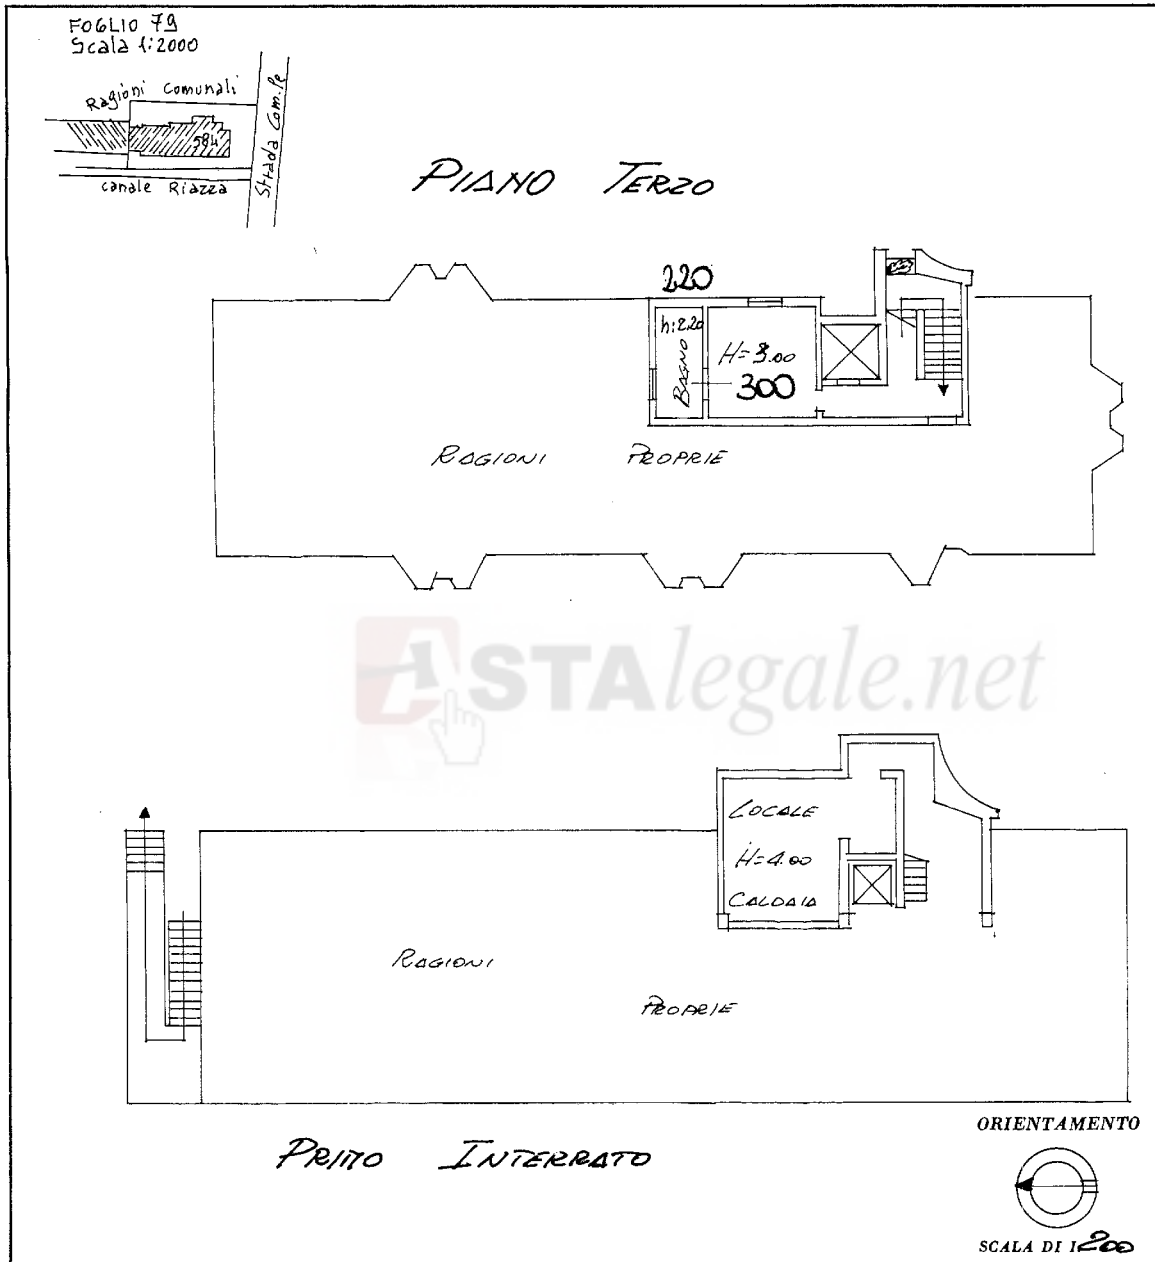 FOGLIO 79
Scala 1:2000
Ragioni Comunali
584
Strada Com.le
canale Riazza
PIANO TERZO
220
h:2.20
BAGNO
H=3.00
300
RAGIONI PROPRIE
ASTAlegale.net
LOCALE
H=4.00
CALDAIA
RAGIONI
PROPRIE
PRIMO INTERRATO
ORIENTAMENTO
SCALA DI 1:200